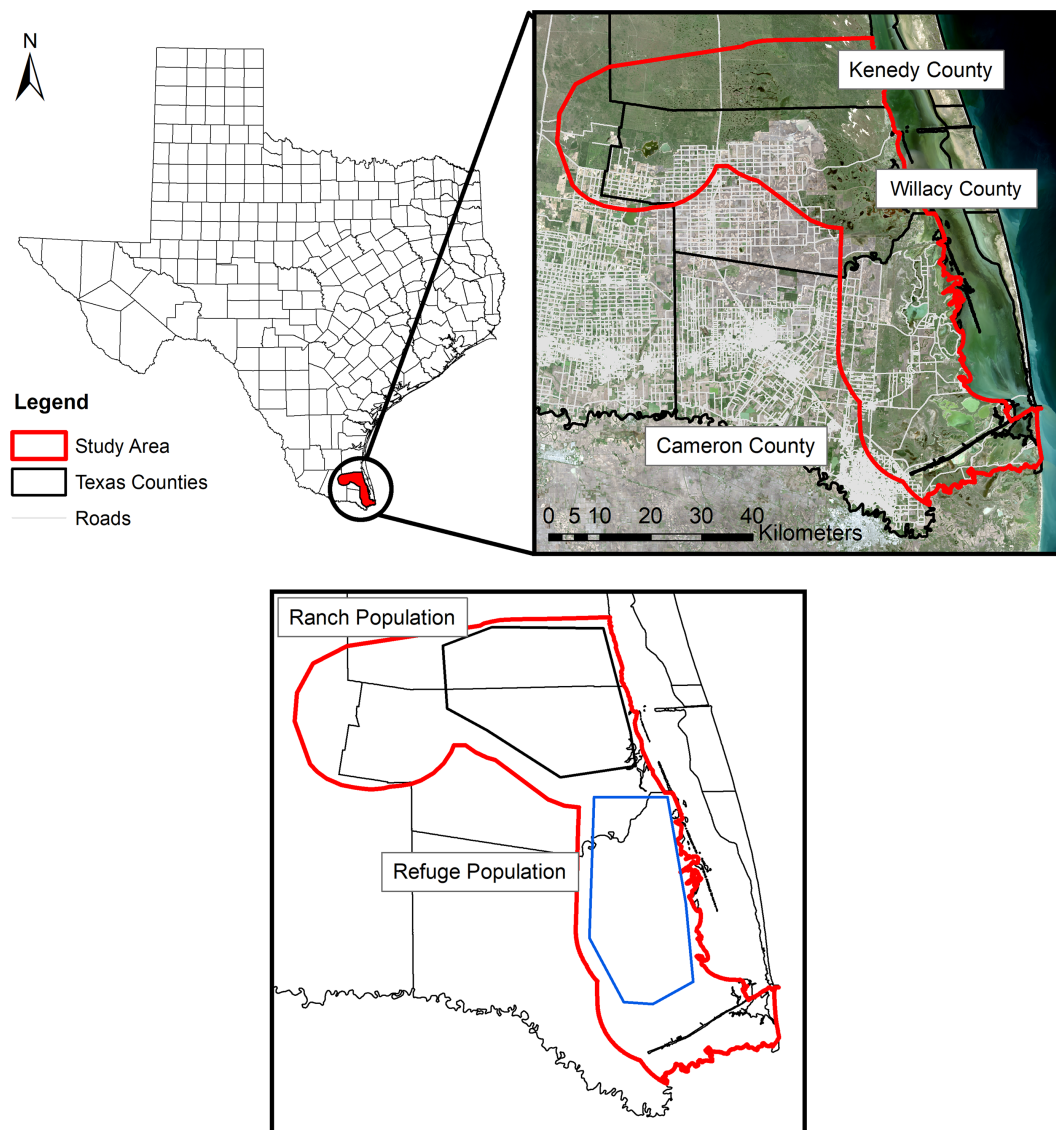 N
Kenedy County
Willacy County
Legend
Study Area
Texas Counties
Roads
Cameron County
0 5 10 20 30 40
Kilometers
Ranch Population
Refuge Population